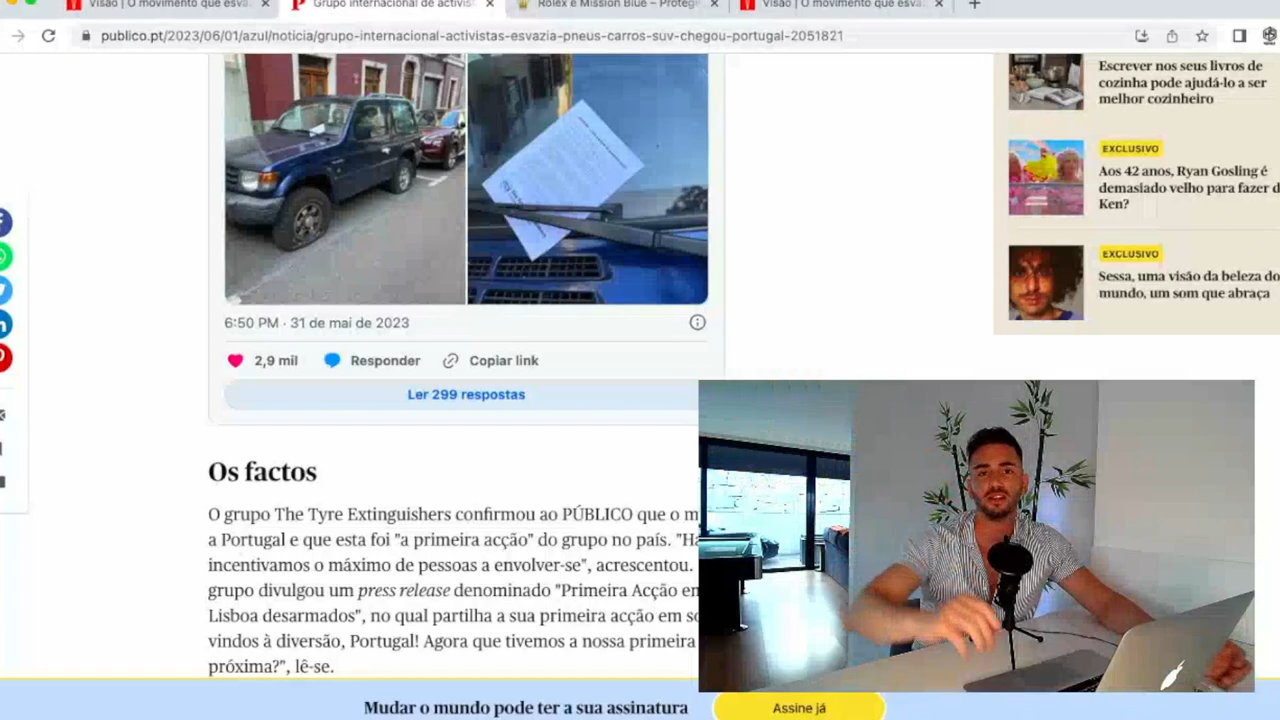 Visão | O movimento que esva
Grupo internacional de activist
Rolex e Mission Blue – Proteg
Visão | O movimento que esva
publico.pt/2023/06/01/azul/noticia/grupo-internacional-activistas-esvazia-pneus-carros-suv-chegou-portugal-2051821
Escrever nos seus livros de
cozinha pode ajudá-lo a ser
melhor cozinheiro
EXCLUSIVO
Aos 42 anos, Ryan Gosling é
demasiado velho para fazer d
Ken?
EXCLUSIVO
Sessa, uma visão da beleza do
mundo, um som que abraça
6:50 PM · 31 de mai de 2023
2,9 mil
Responder
Copiar link
Ler 299 respostas
Os factos
O grupo The Tyre Extinguishers confirmou ao PÚBLICO que o m
a Portugal e que esta foi "a primeira acção" do grupo no país. "Ha
incentivamos o máximo de pessoas a envolver-se", acrescentou.
grupo divulgou um press release denominado "Primeira Acção en
Lisboa desarmados", no qual partilha a sua primeira acção em so
vindos à diversão, Portugal! Agora que tivemos a nossa primeira
próxima?", lê-se.
Mudar o mundo pode ter a sua assinatura
Assine já